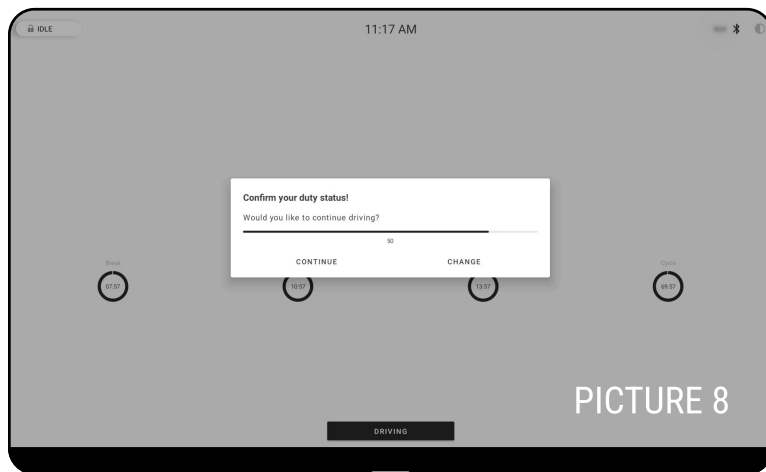 IDLE
11:17 AM
Confirm your duty status!
Would you like to continue driving?
50
CONTINUE CHANGE
Break
Cycle
07:57
10:57
13:57
69:57
PICTURE 8
DRIVING